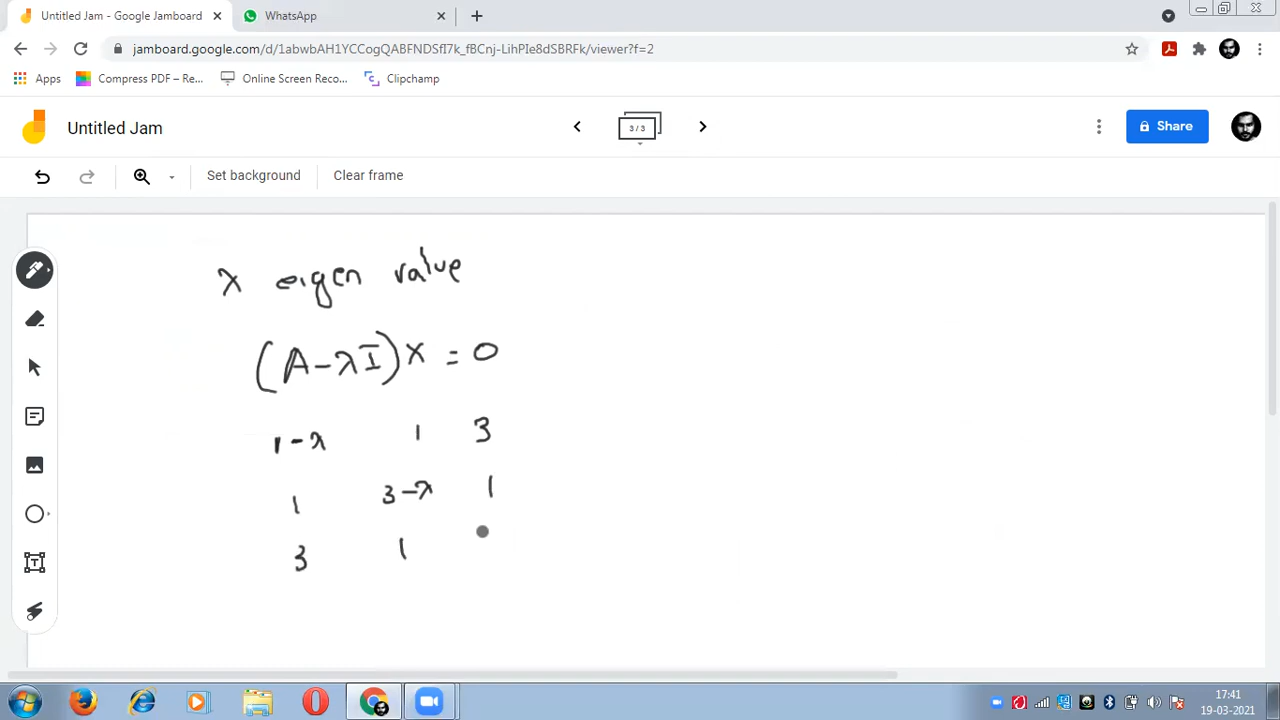 Untitled Jam - Google Jamboard
WhatsApp
jamboard.google.com/d/1abwbAH1YCCogQABFNDSfI7k_fBCnj-LihPIe8dSBRFk/viewer?f=2
Apps
Compress PDF – Re...
Online Screen Reco...
Clipchamp
Untitled Jam
3 / 3
Share
Set background
Clear frame
λ eigen value
(A-λI)X = 0
1-λ 1 3
1 3-λ 1
3 1
17:41
19-03-2021